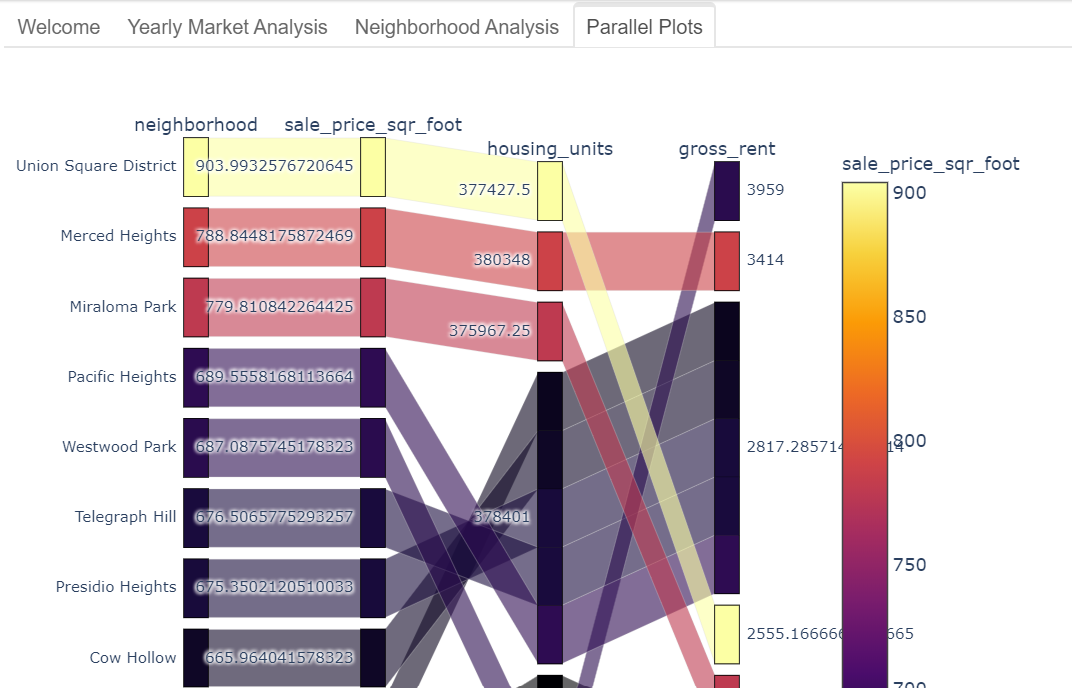 Welcome Yearly Market Analysis Neighborhood Analysis Parallel Plots
neighborhood sale_price_sqr_foot
housing_units gross_rent
sale_price_sqr_foot
Union Square District 903.9932576720645
377427.5 3959
900
Merced Heights 788.8448175872469
380348 3414
Miraloma Park 779.810842264425
375967.25
850
Pacific Heights 689.5558168113664
Westwood Park 687.0875745178323
2817.285714 14
800
Telegraph Hill 676.5065775293257
378401
750
Presidio Heights 675.3502120510033
2555.166666 665
Cow Hollow 665.964041578323
700